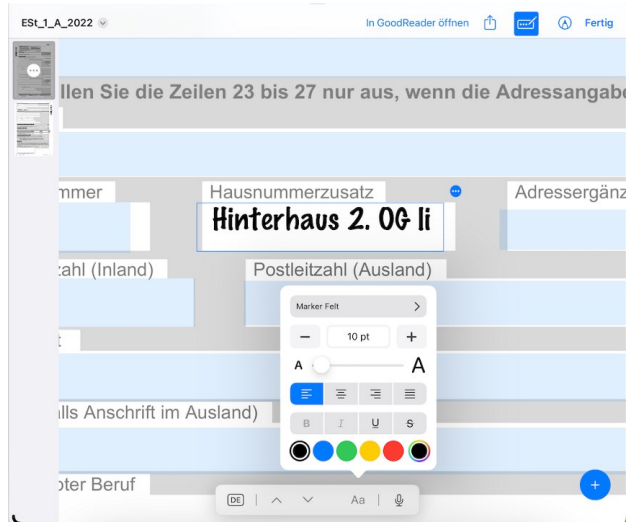 ESt_1_A_2022
In GoodReader öffnen
Fertig
llen Sie die Zeilen 23 bis 27 nur aus, wenn die Adressangabe
mmer
Hausnummerzusatz
Adressergänz
Hinterhaus 2. OG li
zahl (Inland)
Postleitzahl (Ausland)
Marker Felt
10 pt
A
A
B I U S
lls Anschrift im Ausland)
oter Beruf
DE
Aa